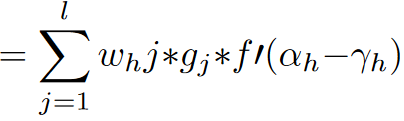 = \sum_{j=1}^{l} w_h j * g_j * f\prime(\alpha_h - \gamma_h)